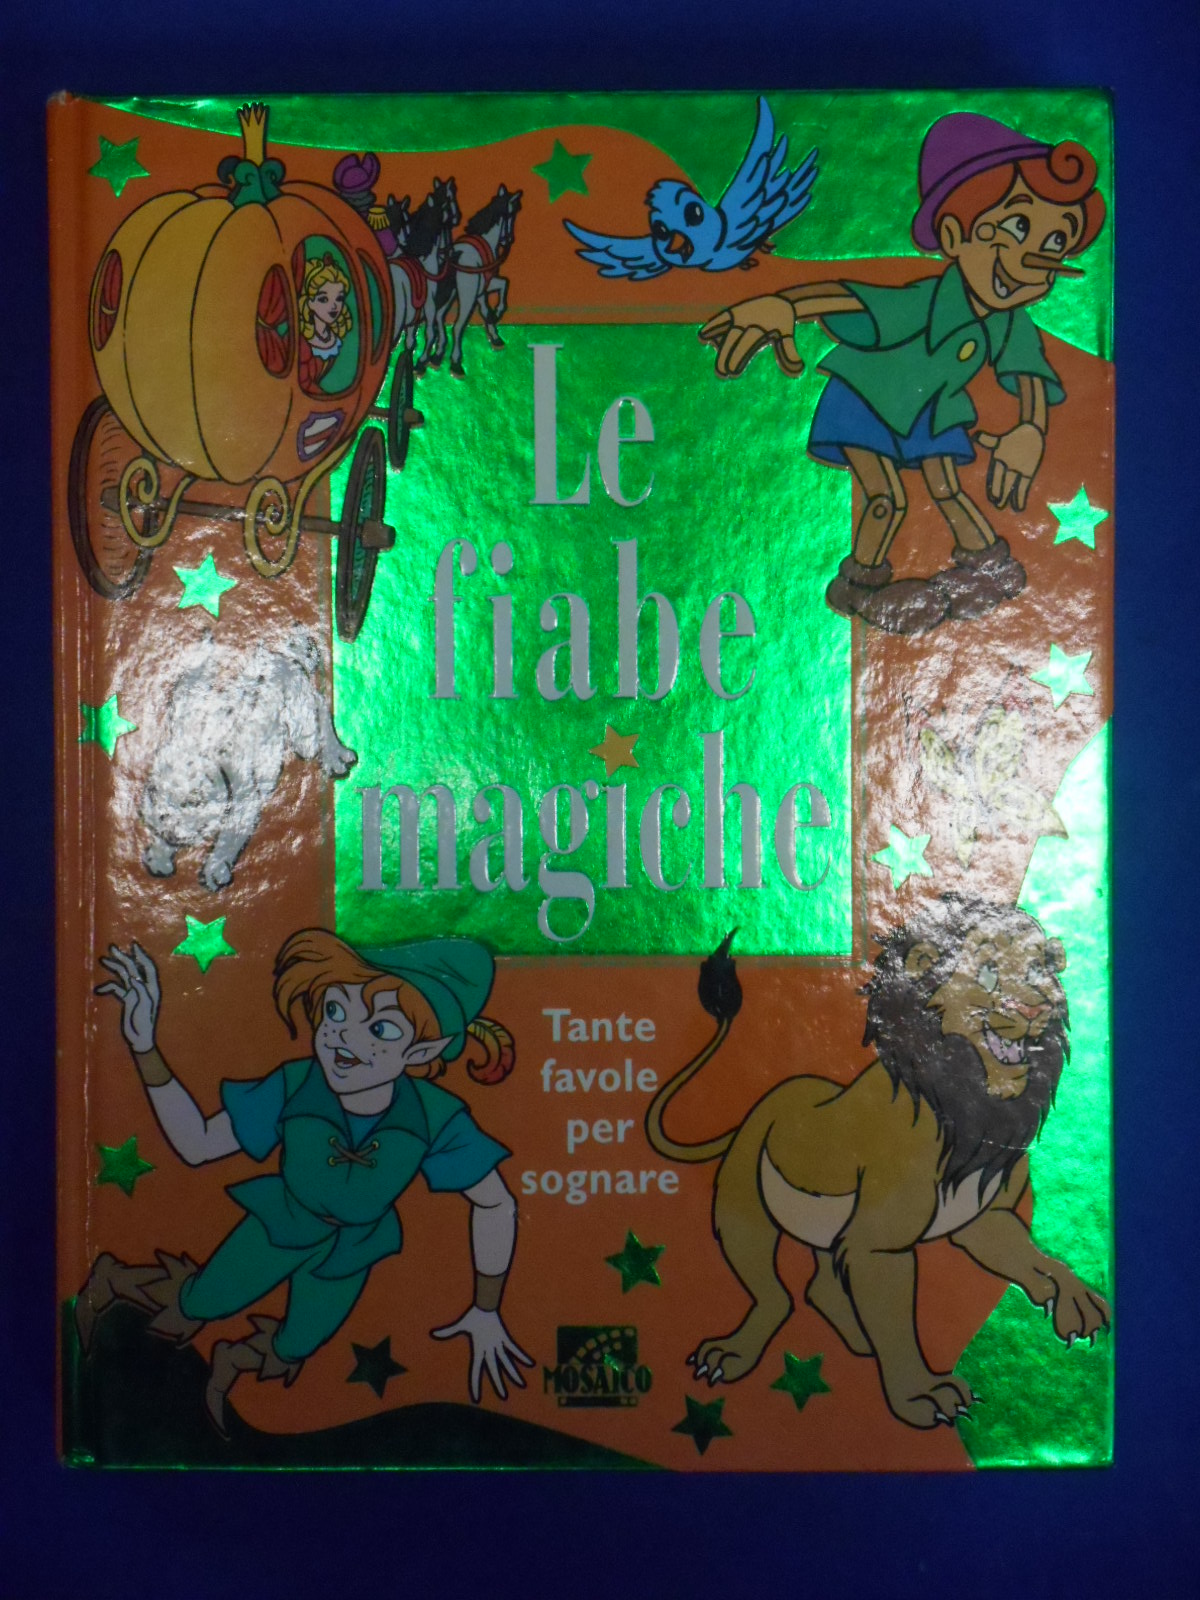 Le
fiabe
magiche
Tante
favole
per
sognare
MOSAICO